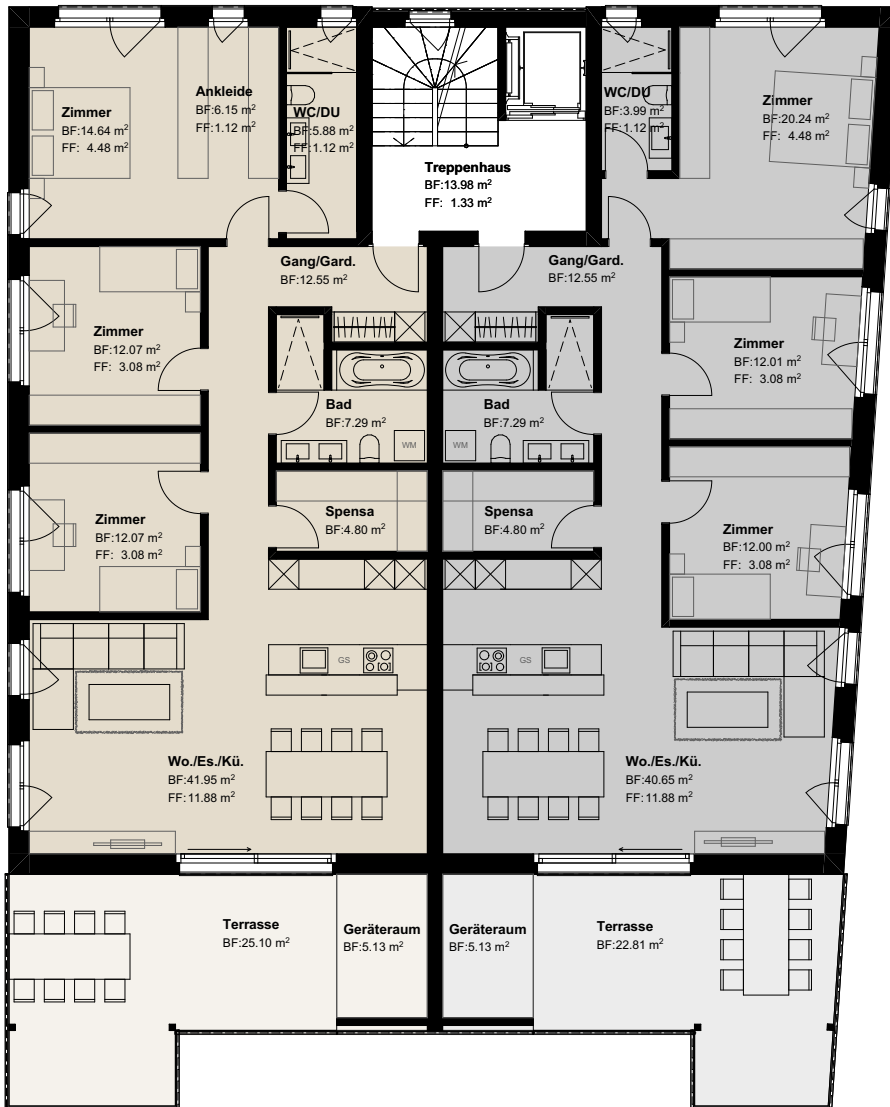 Zimmer
BF:14.64 m²
FF: 4.48 m²
Ankleide
BF:6.15 m²
FF:1.12 m²
WC/DU
BF:5.88 m²
FF:1.12 m²
Treppenhaus
BF:13.98 m²
FF: 1.33 m²
WC/DU
BF:3.99 m²
FF:1.12 m²
Zimmer
BF:20.24 m²
FF: 4.48 m²
Gang/Gard.
BF:12.55 m²
Gang/Gard.
BF:12.55 m²
Zimmer
BF:12.07 m²
FF: 3.08 m²
Zimmer
BF:12.01 m²
FF: 3.08 m²
Bad
BF:7.29 m²
WM
Bad
BF:7.29 m²
WM
Zimmer
BF:12.07 m²
FF: 3.08 m²
Spensa
BF:4.80 m²
Spensa
BF:4.80 m²
Zimmer
BF:12.00 m²
FF: 3.08 m²
GS
GS
Wo./Es./Kü.
BF:41.95 m²
FF:11.88 m²
Wo./Es./Kü.
BF:40.65 m²
FF:11.88 m²
Terrasse
BF:25.10 m²
Geräteraum
BF:5.13 m²
Geräteraum
BF:5.13 m²
Terrasse
BF:22.81 m²